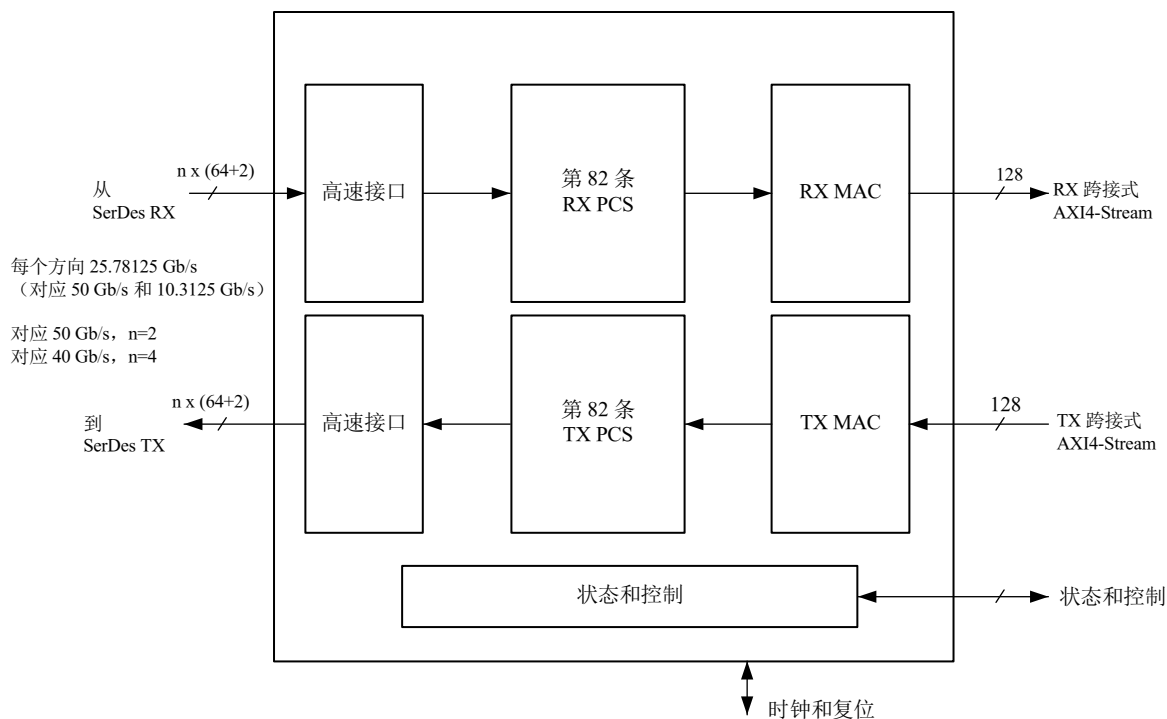 n x (64+2)
从
SerDes RX
高速接口
第 82 条
RX PCS
RX MAC
128
RX 跨接式
AXI4-Stream
每个方向 25.78125 Gb/s
（对应 50 Gb/s 和 10.3125 Gb/s）
对应 50 Gb/s，n=2
对应 40 Gb/s，n=4
n x (64+2)
到
SerDes TX
高速接口
第 82 条
TX PCS
TX MAC
128
TX 跨接式
AXI4-Stream
状态和控制
状态和控制
时钟和复位